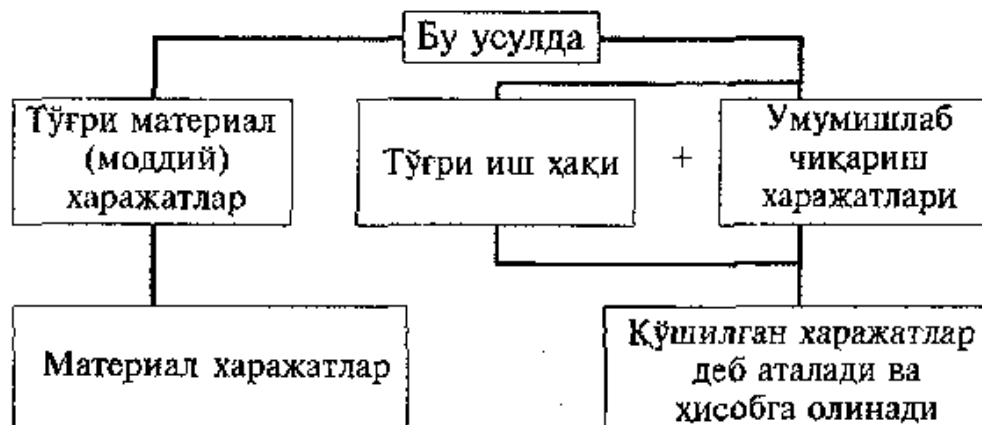 Бу усулда
Тўғри материал
(моддий)
харажатлар
Тўғри иш ҳақи
+
Умумишлаб
чиқариш
харажатлари
Материал харажатлар
Қўшилган харажатлар
деб аталади ва
ҳисобга олинади